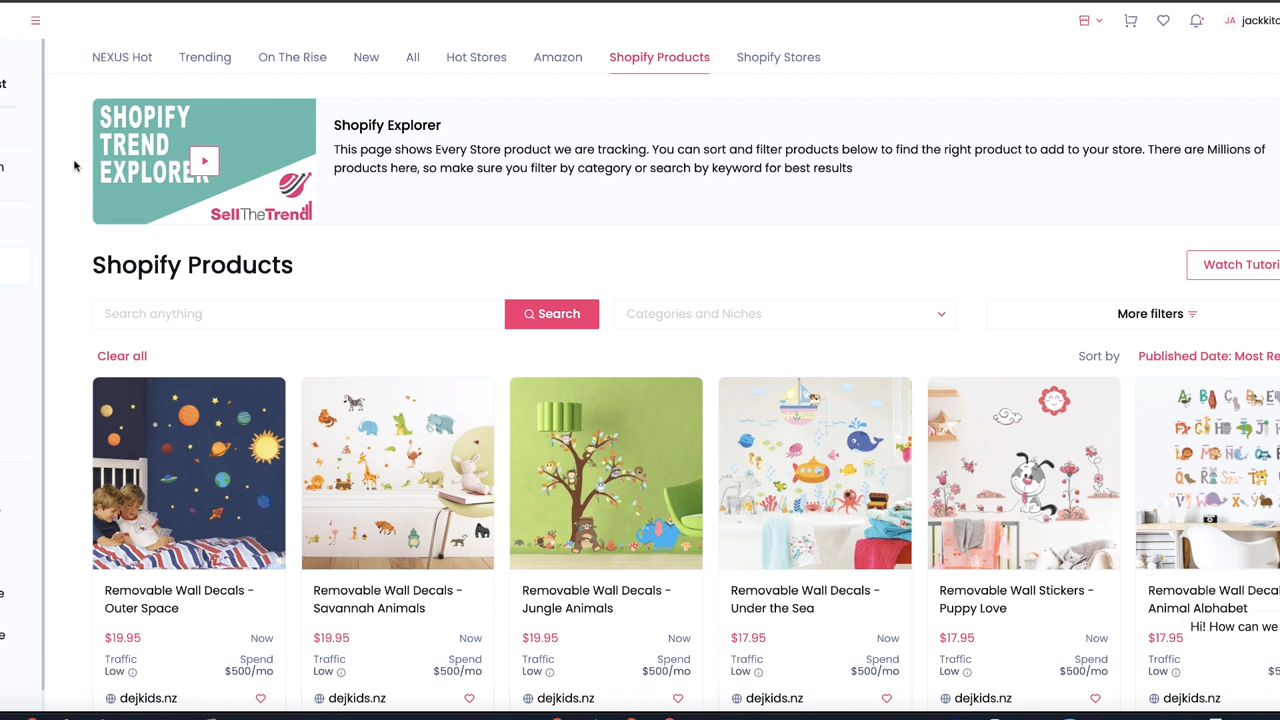 JA jackkito
NEXUS Hot Trending On The Rise New All Hot Stores Amazon Shopify Products Shopify Stores
st
SHOPIFY
TREND
EXPLORER
SellTheTrend
Shopify Explorer
This page shows Every Store product we are tracking. You can sort and filter products below to find the right product to add to your store. There are Millions of
products here, so make sure you filter by category or search by keyword for best results
Shopify Products
Watch Tutori
Search anything
Search
Categories and Niches
More filters
Clear all
Sort by Published Date: Most Re
Removable Wall Decals -
Outer Space
$19.95 Now
Traffic Spend
Low $500/mo
dejkids.nz
Removable Wall Decals -
Savannah Animals
$19.95 Now
Traffic Spend
Low $500/mo
dejkids.nz
Removable Wall Decals -
Jungle Animals
$19.95 Now
Traffic Spend
Low $500/mo
dejkids.nz
Removable Wall Decals -
Under the Sea
$17.95 Now
Traffic Spend
Low $500/mo
dejkids.nz
Removable Wall Stickers -
Puppy Love
$17.95 Now
Traffic Spend
Low $500/mo
dejkids.nz
Removable Wall Deca
Animal Alphabet
$17.95
Traffic
Low $5
dejkids.nz
Hi! How can we